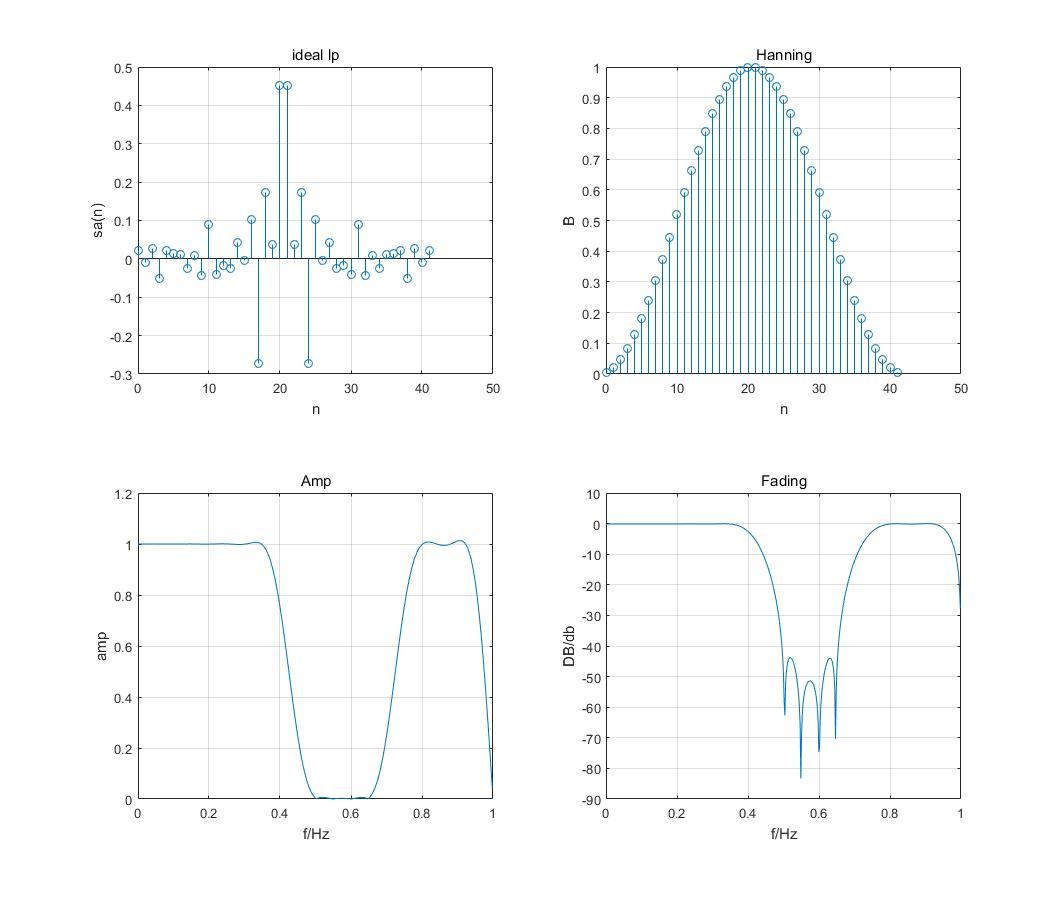 ideal lp
0.5
0.4
0.3
0.2
0.1
0
-0.1
-0.2
-0.3
sa(n)
0 10 20 30 40 50
n
Hanning
1
0.9
0.8
0.7
0.6
0.5
0.4
0.3
0.2
0.1
0
B
0 10 20 30 40 50
n
Amp
1.2
1
0.8
0.6
0.4
0.2
0
amp
0 0.2 0.4 0.6 0.8 1
f/Hz
Fading
10
0
-10
-20
-30
-40
-50
-60
-70
-80
-90
DB/db
0 0.2 0.4 0.6 0.8 1
f/Hz